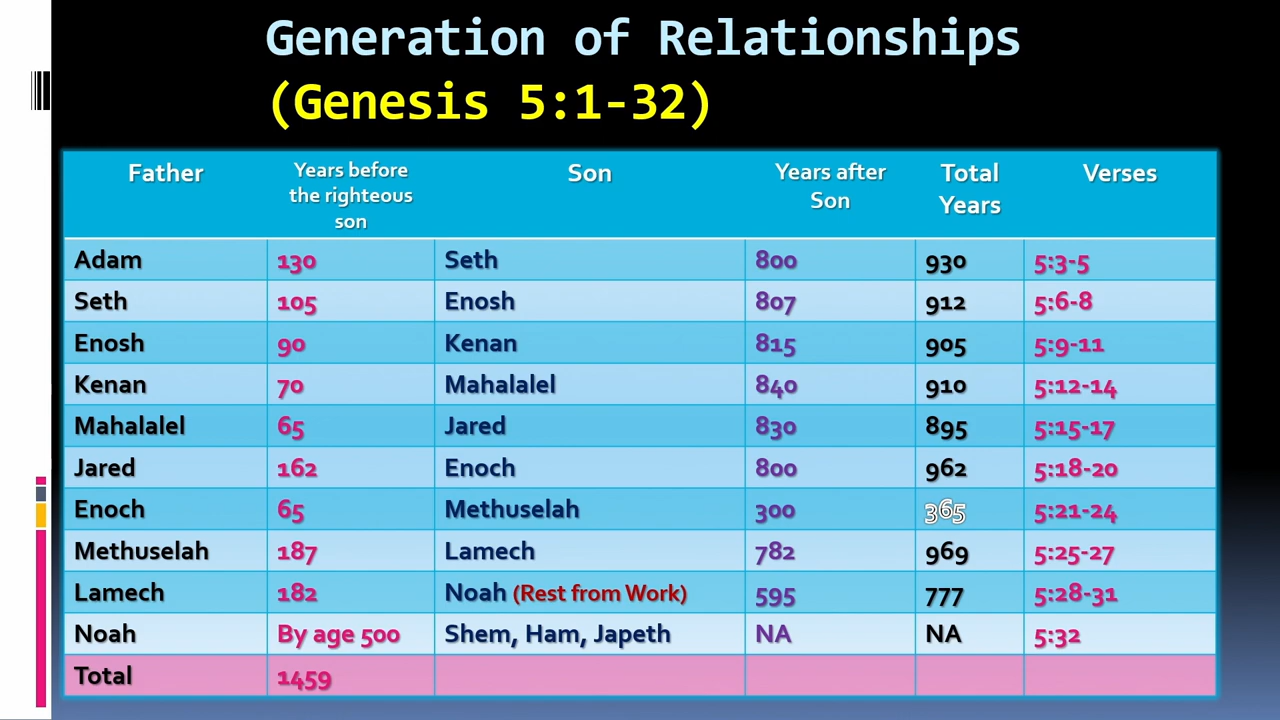 Generation of Relationships
(Genesis 5:1-32)
Father Years before the righteous son Son Years after Son Total Years Verses
Adam 130 Seth 800 930 5:3-5
Seth 105 Enosh 807 912 5:6-8
Enosh 90 Kenan 815 905 5:9-11
Kenan 70 Mahalalel 840 910 5:12-14
Mahalalel 65 Jared 830 895 5:15-17
Jared 162 Enoch 800 962 5:18-20
Enoch 65 Methuselah 300 365 5:21-24
Methuselah 187 Lamech 782 969 5:25-27
Lamech 182 Noah (Rest from Work) 595 777 5:28-31
Noah By age 500 Shem, Ham, Japeth NA NA 5:32
Total 1459